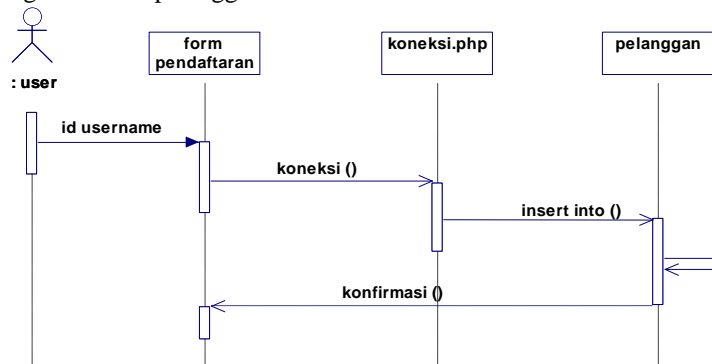 form
pendaftaran
koneksi.php
pelanggan
: user
id username
koneksi ()
insert into ()
konfirmasi ()